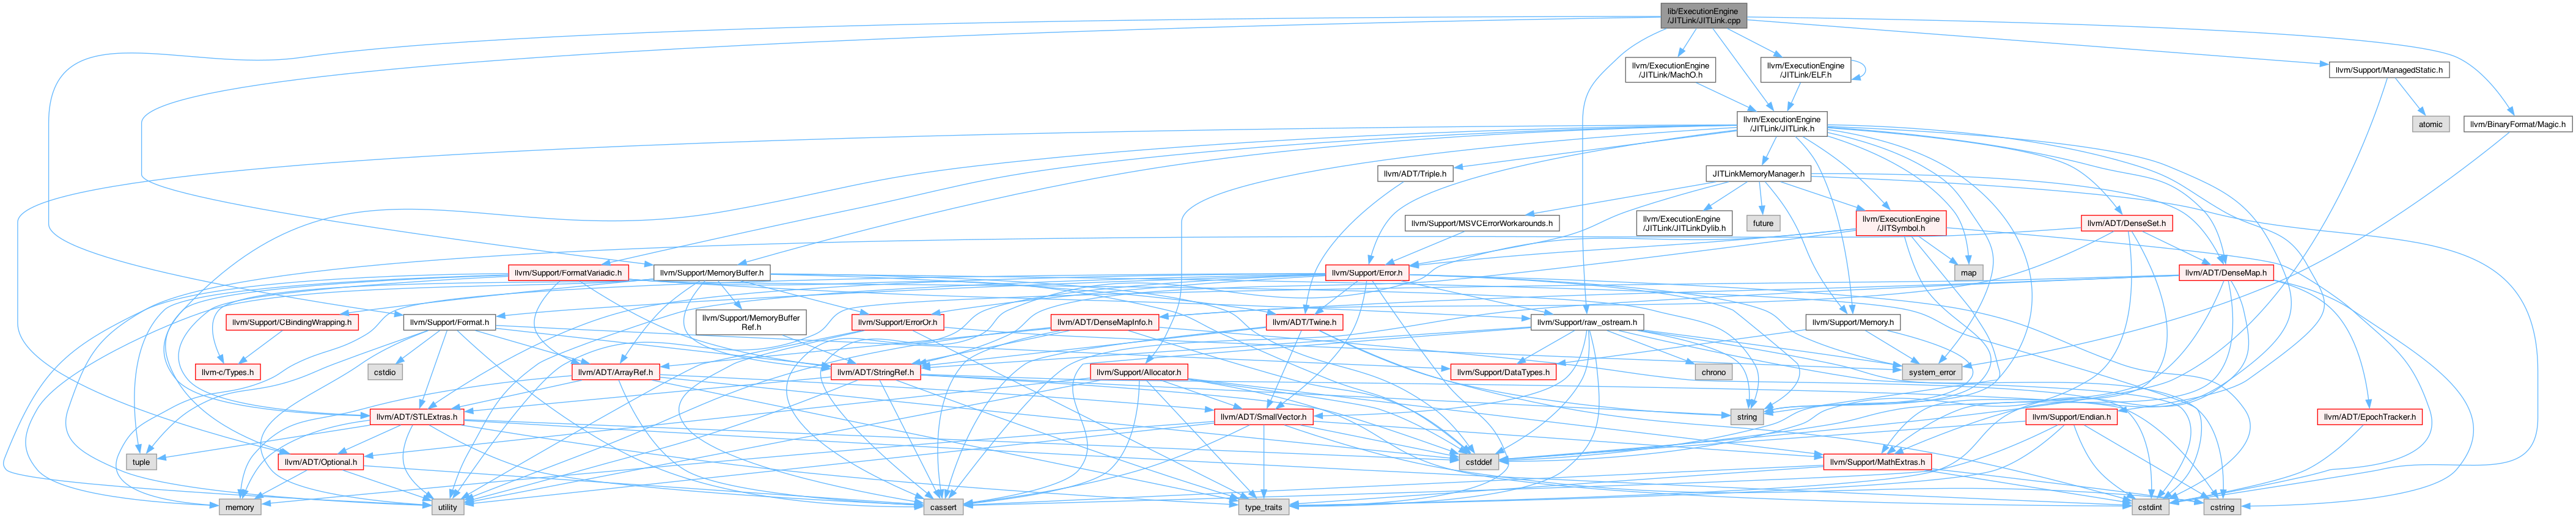 lib/ExecutionEngine
/JITLink/JITLink.cpp
llvm/ExecutionEngine
/JITLink/MachO.h
llvm/ExecutionEngine
/JITLink/ELF.h
llvm/Support/ManagedStatic.h
llvm/ExecutionEngine
/JITLink/JITLink.h
atomic
llvm/BinaryFormat/Magic.h
llvm/ADT/Triple.h
JITLinkMemoryManager.h
llvm/Support/MSVCErrorWorkarounds.h
llvm/ExecutionEngine
/JITLink/JITLinkDylib.h
future
llvm/ExecutionEngine
/JITSymbol.h
llvm/ADT/DenseSet.h
llvm/Support/FormatVariadic.h
llvm/Support/MemoryBuffer.h
llvm/Support/Error.h
map
llvm/ADT/DenseMap.h
llvm/Support/CBindingWrapping.h
llvm/Support/Format.h
llvm/Support/MemoryBuffer
Ref.h
llvm/Support/ErrorOr.h
llvm/ADT/DenseMapInfo.h
llvm/ADT/Twine.h
llvm/Support/raw_ostream.h
llvm/Support/Memory.h
llvm-c/Types.h
cstdio
llvm/ADT/ArrayRef.h
llvm/ADT/StringRef.h
llvm/Support/Allocator.h
llvm/Support/DataTypes.h
chrono
system_error
llvm/ADT/STLExtras.h
llvm/ADT/SmallVector.h
string
llvm/Support/Endian.h
llvm/ADT/EpochTracker.h
tuple
llvm/ADT/Optional.h
cstddef
llvm/Support/MathExtras.h
memory
utility
cassert
type_traits
cstdint
cstring